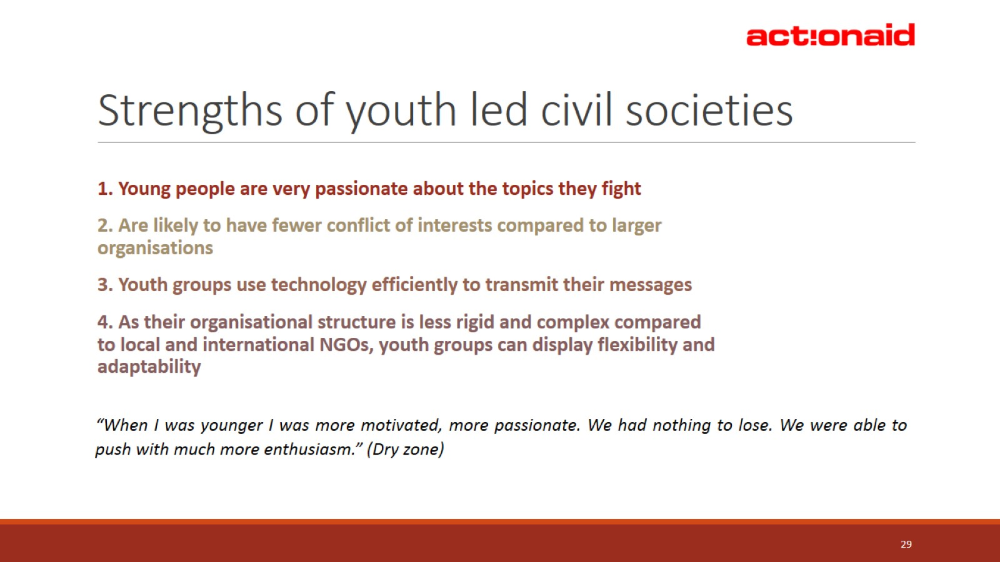 act!onaid
Strengths of youth led civil societies
1. Young people are very passionate about the topics they fight
2. Are likely to have fewer conflict of interests compared to larger
organisations
3. Youth groups use technology efficiently to transmit their messages
4. As their organisational structure is less rigid and complex compared
to local and international NGOs, youth groups can display flexibility and
adaptability
“When I was younger I was more motivated, more passionate. We had nothing to lose. We were able to
push with much more enthusiasm.” (Dry zone)
29